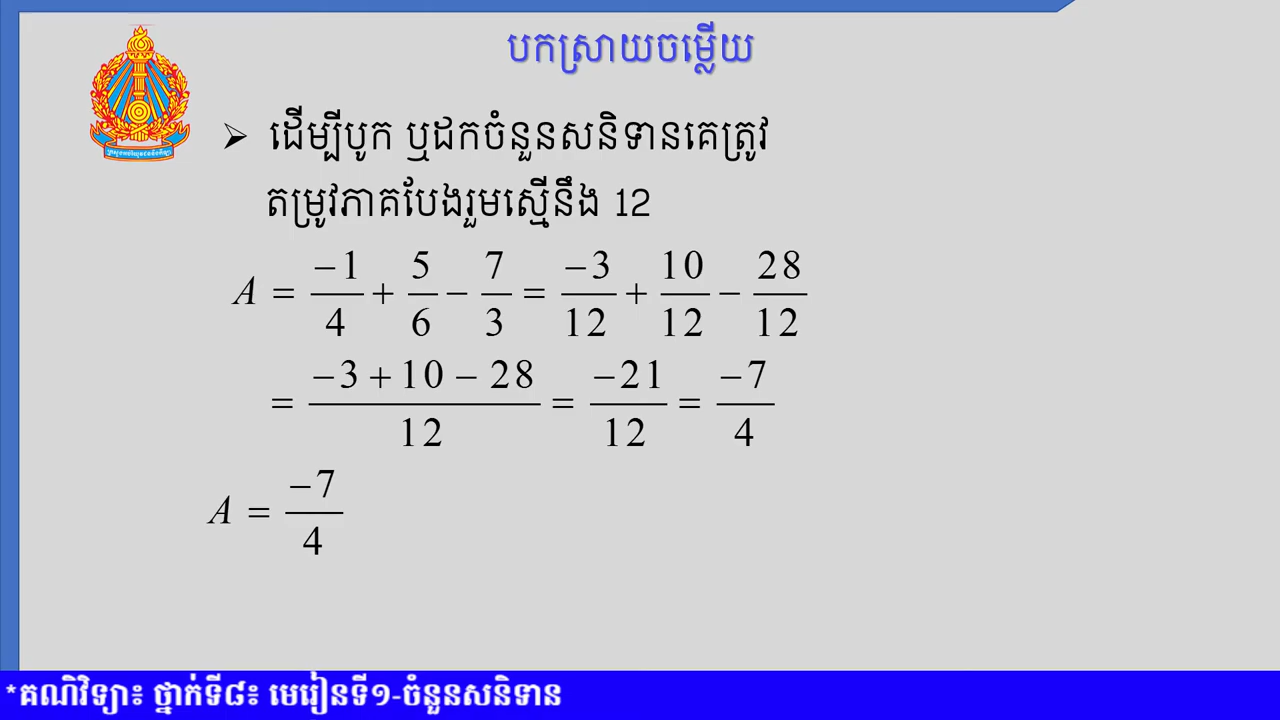 បកស្រាយចម្លើយ
➢ ដើម្បីបូក ឬដកចំនួនសនិទានគេត្រូវ
តម្រូវភាគបែងរួមស្មើនឹង 12
A = −1/4 + 5/6 − 7/3 = −3/12 + 10/12 − 28/12
= (−3 + 10 − 28)/12 = −21/12 = −7/4
A = −7/4
*គណិវិទ្យា៖ ថ្នាក់ទី៨៖ មេរៀនទី១-ចំនួនសនិទាន